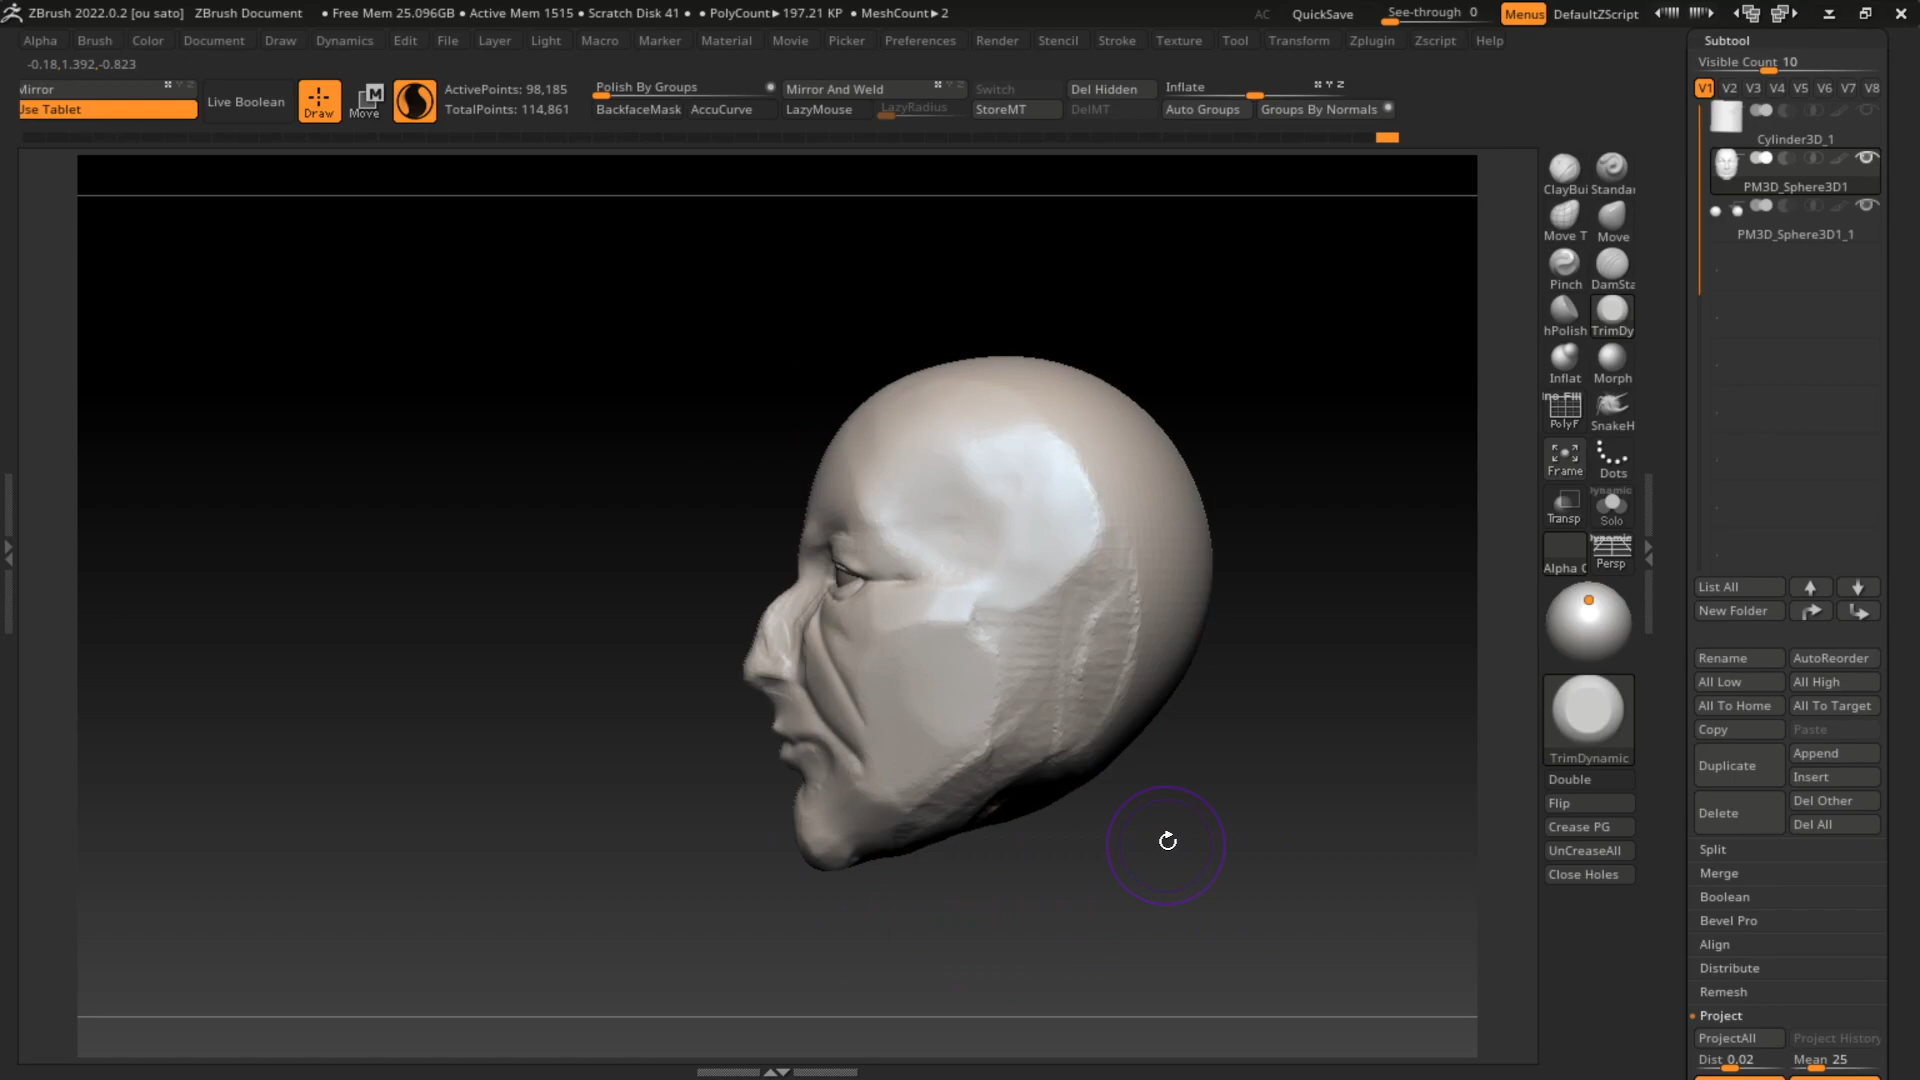 ZBrush 2022.0.2 [ou sato] ZBrush Document • Free Mem 25.096GB • Active Mem 1515 • Scratch Disk 41 • • PolyCount▸ 197.21 KP • MeshCount▸ 2 AC QuickSave See-through 0 Menus DefaultZScript
Alpha Brush Color Document Draw Dynamics Edit File Layer Light Macro Marker Material Movie Picker Preferences Render Stencil Stroke Texture Tool Transform Zplugin Zscript Help
-0.18,1.392,-0.823
Mirror Live Boolean Draw Move ActivePoints: 98,185 Polish By Groups Mirror And Weld Switch Del Hidden Inflate X Y Z
Use Tablet TotalPoints: 114,861 BackfaceMask AccuCurve LazyMouse LazyRadius StoreMT DelMT Auto Groups Groups By Normals
ClayBui Standar
Move T Move
Pinch DamSta
hPolish TrimDy
Inflat Morph
PolyF SnakeH
Frame Dots
Dynamic
Transp Solo
Dynamic
Alpha O Persp
TrimDynamic
Double
Flip
Crease PG
UnCreaseAll
Close Holes
Subtool
Visible Count 10
V1 V2 V3 V4 V5 V6 V7 V8
Cylinder3D_1
PM3D_Sphere3D1
PM3D_Sphere3D1_1
List All
New Folder
Rename AutoReorder
All Low All High
All To Home All To Target
Copy Paste
Duplicate Append
Insert
Delete Del Other
Del All
Split
Merge
Boolean
Bevel Pro
Align
Distribute
Remesh
Project
ProjectAll Project History
Dist 0.02 Mean 25